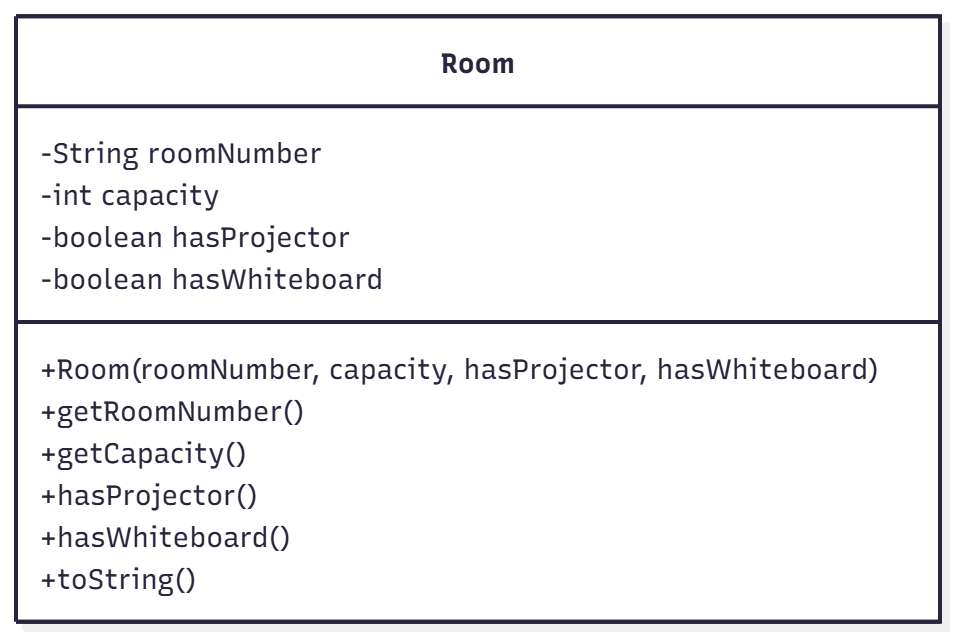 Room
-String roomNumber
-int capacity
-boolean hasProjector
-boolean hasWhiteboard
+Room(roomNumber, capacity, hasProjector, hasWhiteboard)
+getRoomNumber()
+getCapacity()
+hasProjector()
+hasWhiteboard()
+toString()